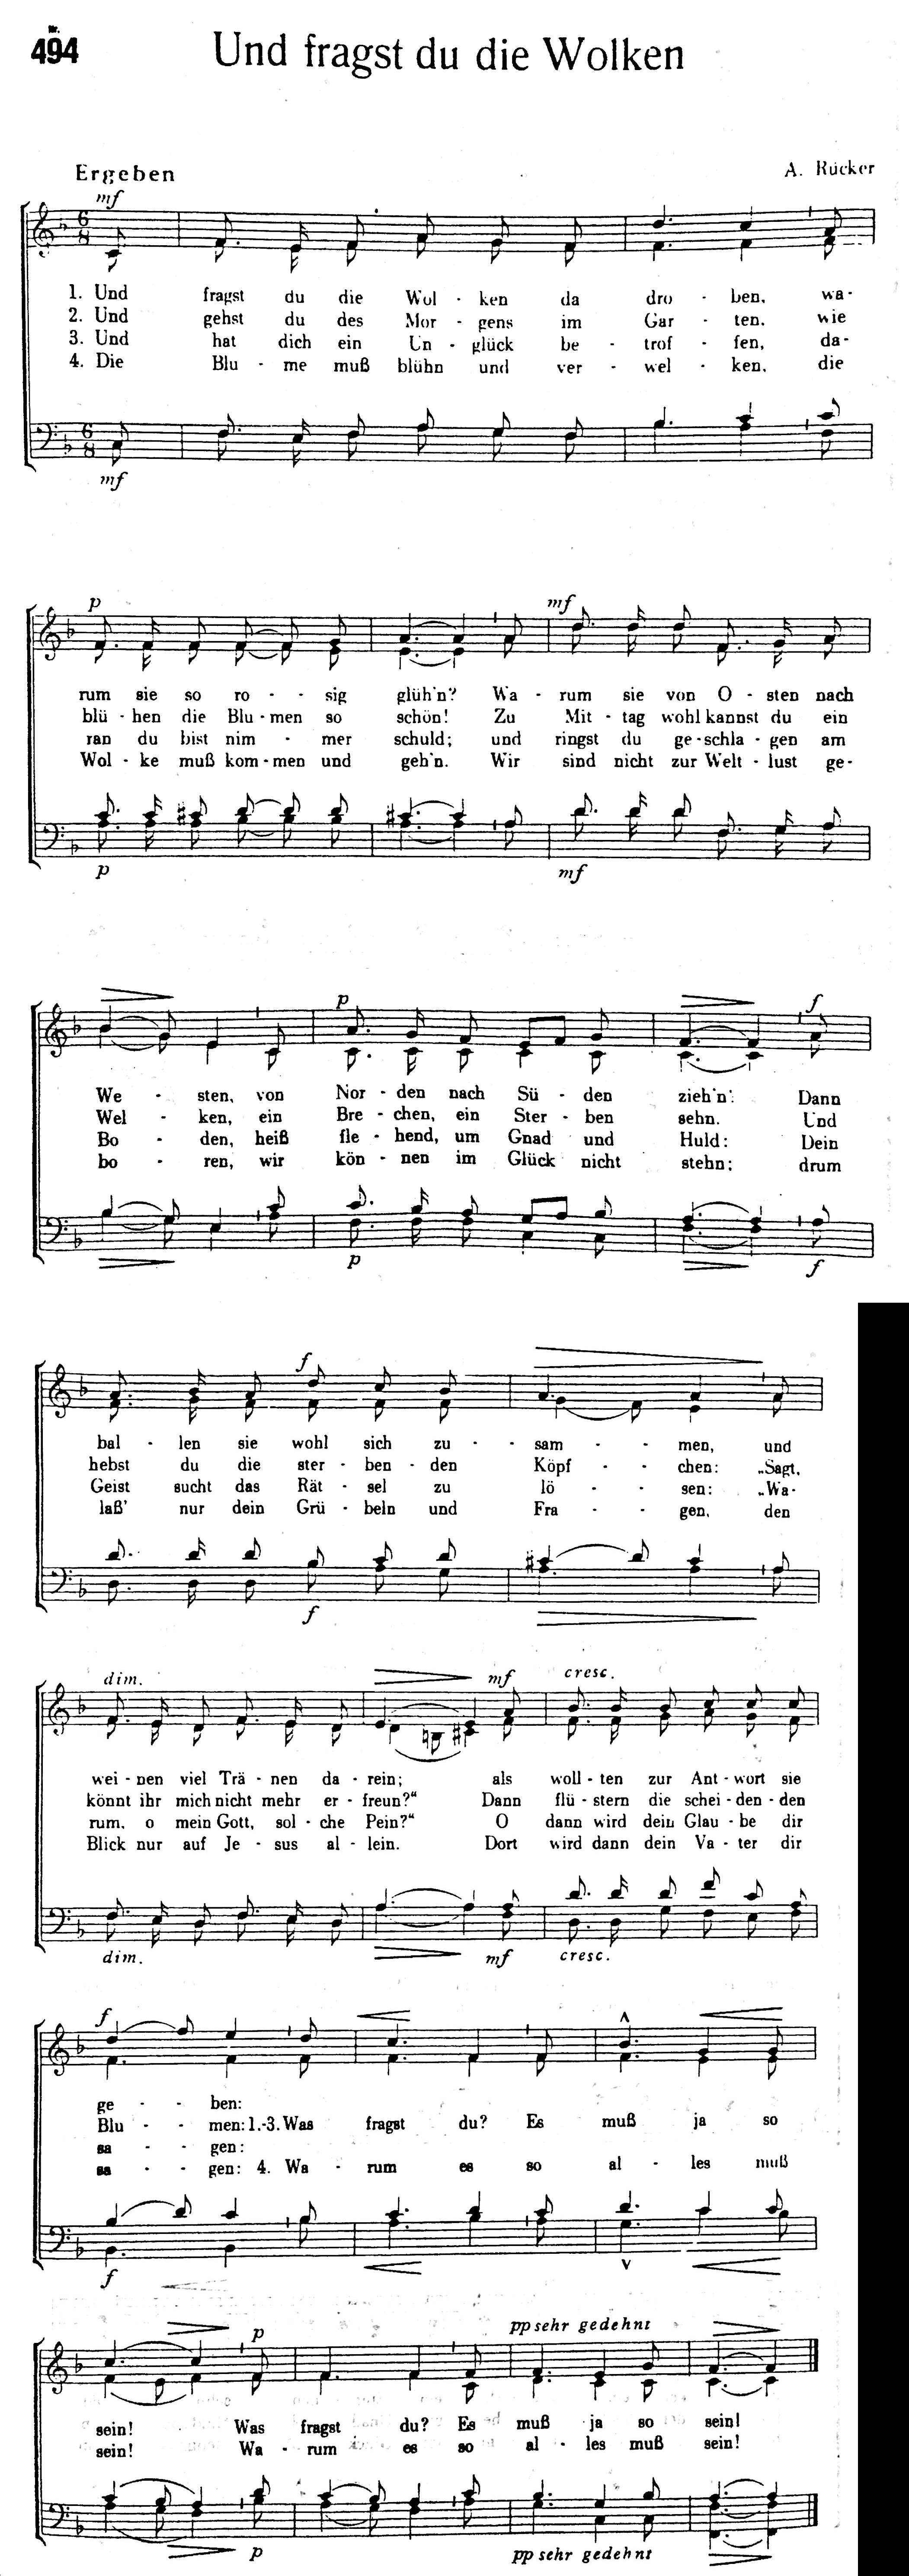 Nr.
494
Und fragst du die Wolken
Ergeben
A. Rücker
mf
1. Und fragst du die Wol - ken da dro - ben, wa-
2. Und gehst du des Mor - gens im Gar - ten, wie
3. Und hat dich ein Un - glück be - trof - fen, da-
4. Die Blu - me muß blühn und ver - wel - ken, die
mf
p mf
rum sie so ro - - sig glüh'n? Wa - rum sie von O - sten nach
blü - hen die Blu - men so schön! Zu Mit - tag wohl kannst du ein
ran du bist nim - mer schuld; und ringst du ge - schla - gen am
Wol - ke muß kom - men und geh'n. Wir sind nicht zur Welt - lust ge-
p mf
p f
We - sten, von Nor - den nach Sü - den zieh'n: Dann
Wel - ken, ein Bre - chen, ein Ster - ben sehn. Und
Bo - den, heiß fle - hend, um Gnad und Huld: Dein
bo - ren, wir kön - nen im Glück nicht stehn; drum
p f
f
bal - len sie wohl sich zu - - sam - - men, und
hebst du die ster - ben - den Köpf - - chen: „Sagt,
Geist sucht das Rät - sel zu lö - - sen: „Wa-
laß' nur dein Grü - beln und Fra - - gen, den
f
dim. mf cresc.
wei - nen viel Trä - nen da - rein; als woll - ten zur Ant - wort sie
könnt ihr mich nicht mehr er - freun?“ Dann flü - stern die schei - den - den
rum, o mein Gott, sol - che Pein?“ O dann wird dein Glau - be dir
Blick nur auf Je - sus al - lein. Dort wird dann dein Va - ter dir
dim. mf cresc.
f
ge - - ben:
Blu - - men: 1.-3. Was fragst du? Es muß ja so
sa - - gen:
sa - - gen: 4. Wa - rum es so al - les muß
f
p pp sehr gedehnt
sein! Was fragst du? Es muß ja so sein!
sein! Wa - rum es so al - les muß sein!
p pp sehr gedehnt